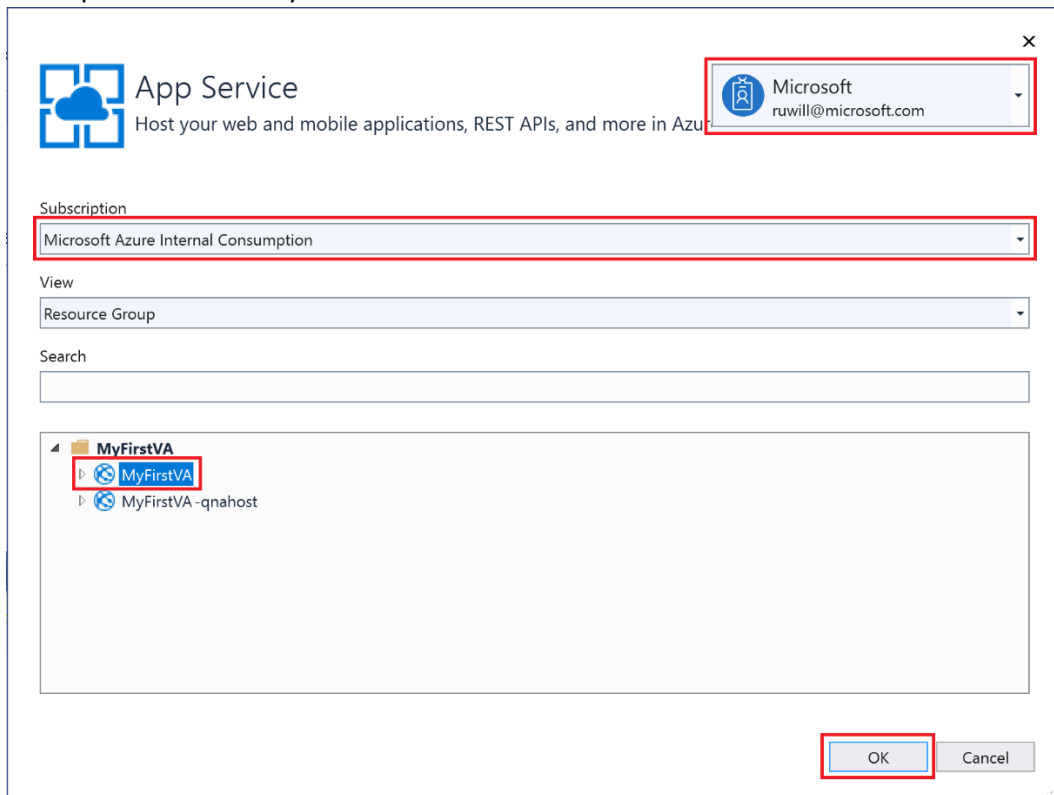 App Service
Host your web and mobile applications, REST APIs, and more in Azur
Microsoft
ruwill@microsoft.com
Subscription
Microsoft Azure Internal Consumption
View
Resource Group
Search
MyFirstVA
MyFirstVA
MyFirstVA-qnahost
OK Cancel